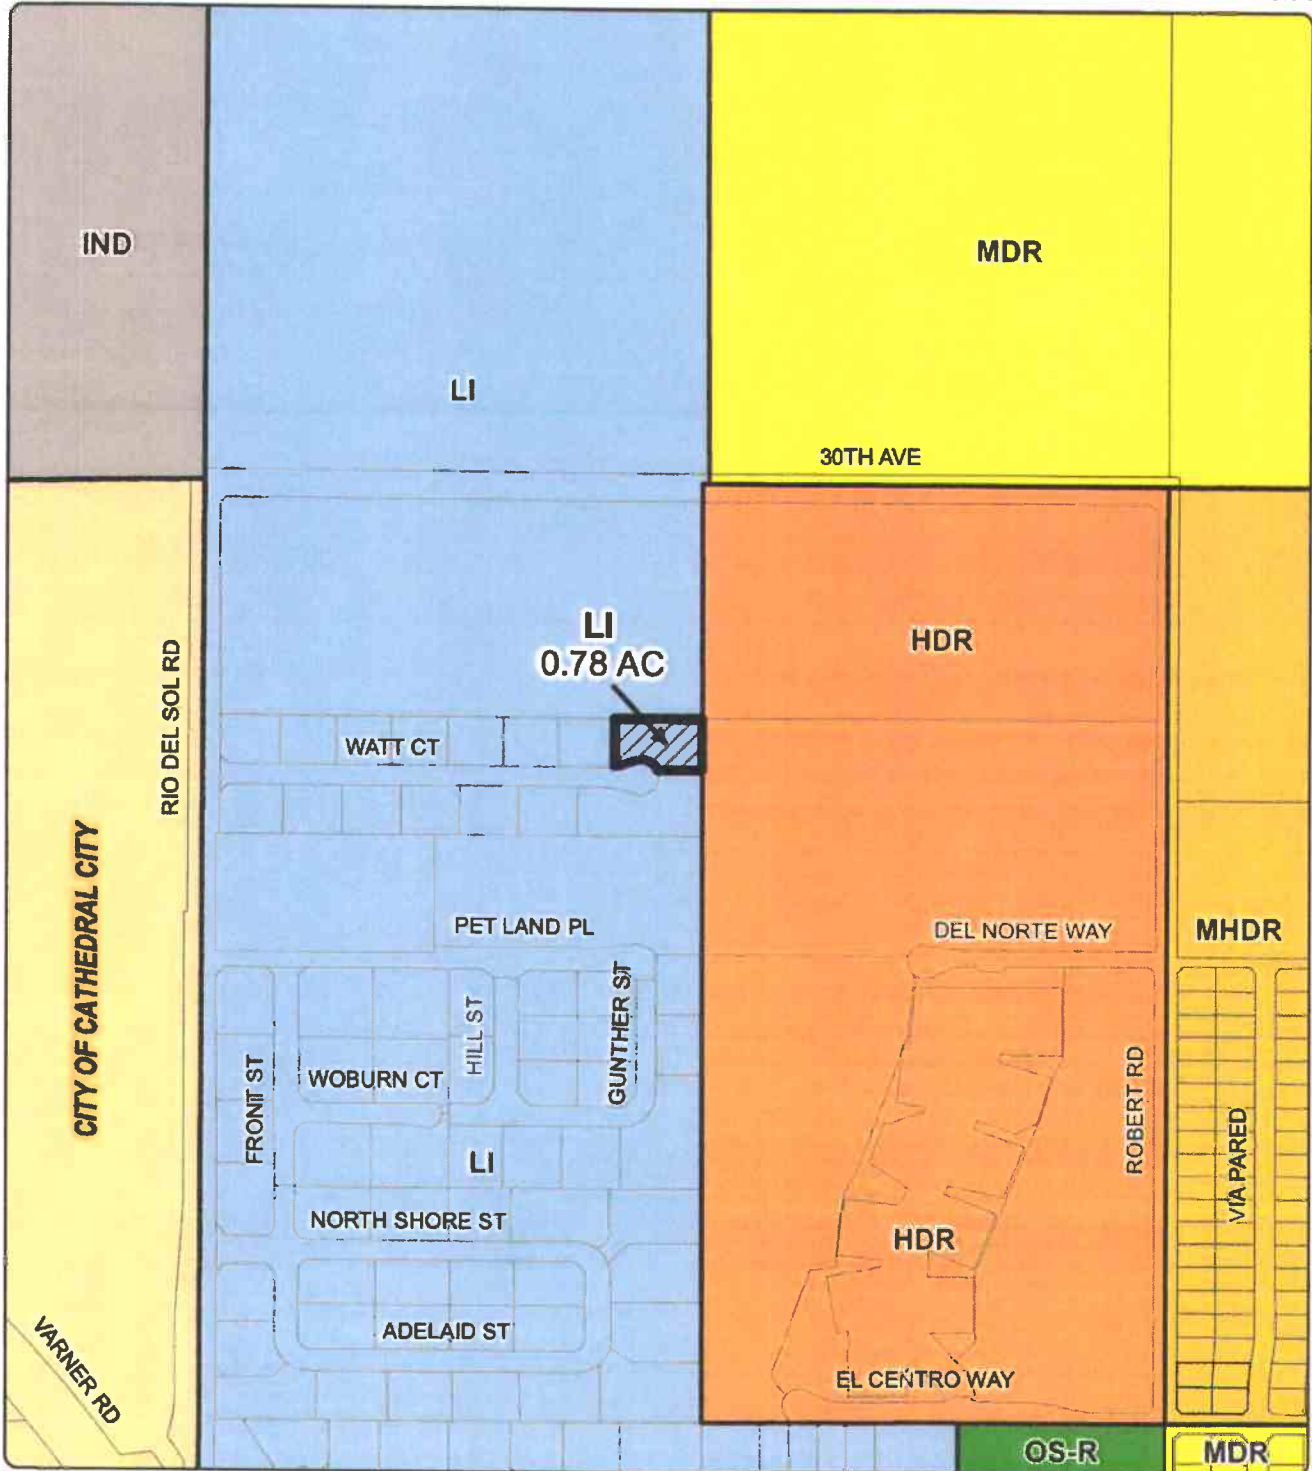 IND
MDR
LI
30TH AVE
LI
0.78 AC
HDR
RIO DEL SOL RD
WATT CT
CITY OF CATHEDRAL CITY
PET LAND PL
DEL NORTE WAY
MHDR
HILL ST
GUNTHER ST
FRONT ST
WOBURN CT
ROBERT RD
VIA PARED
LI
NORTH SHORE ST
HDR
ADELAID ST
VARNER RD
EL CENTRO WAY
OS-R
MDR